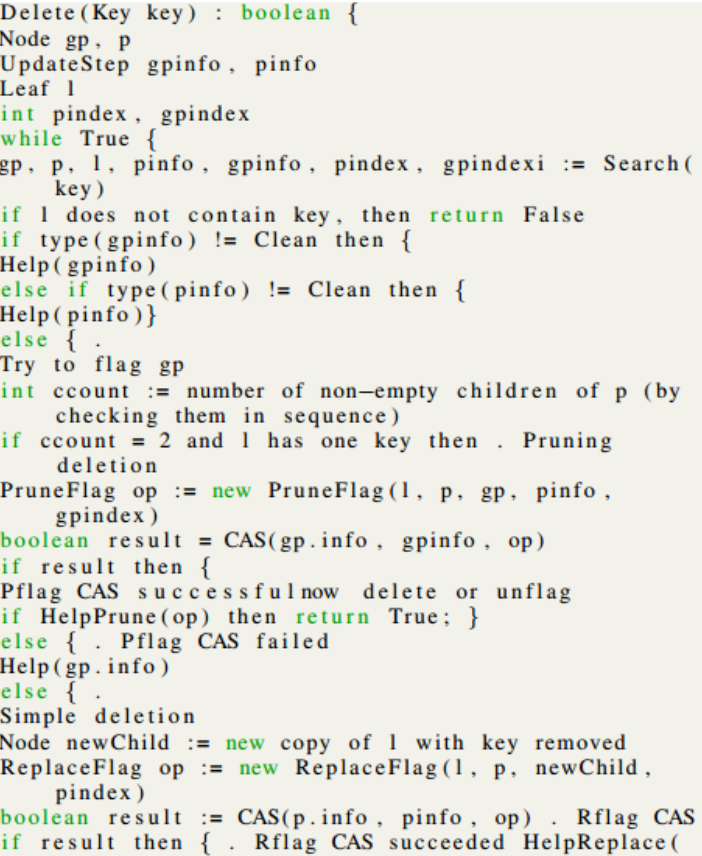 Delete(Key key) : boolean {
Node gp, p
UpdateStep gpinfo, pinfo
Leaf l
int pindex, gpindex
while True {
gp, p, l, pinfo, gpinfo, pindex, gpindexi := Search(
key)
if l does not contain key, then return False
if type(gpinfo) != Clean then {
Help(gpinfo)
else if type(pinfo) != Clean then {
Help(pinfo)}
else { .
Try to flag gp
int ccount := number of non-empty children of p (by
checking them in sequence)
if ccount = 2 and l has one key then . Pruning
deletion
PruneFlag op := new PruneFlag(l, p, gp, pinfo,
gpindex)
boolean result = CAS(gp.info, gpinfo, op)
if result then {
Pflag CAS successfulnow delete or unflag
if HelpPrune(op) then return True; }
else { . Pflag CAS failed
Help(gp.info)
else { .
Simple deletion
Node newChild := new copy of l with key removed
ReplaceFlag op := new ReplaceFlag(l, p, newChild,
pindex)
boolean result := CAS(p.info, pinfo, op) . Rflag CAS
if result then { . Rflag CAS succeeded HelpReplace(